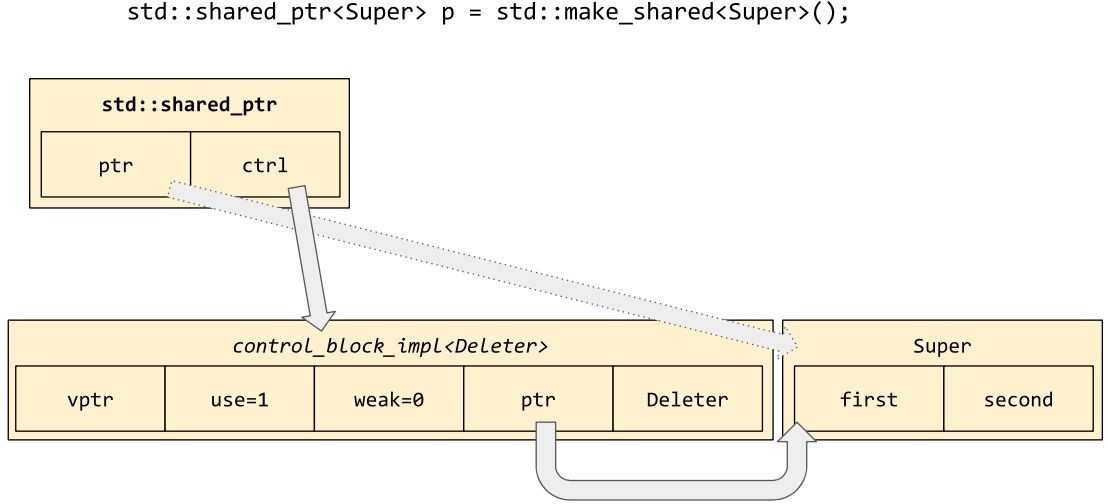 std::shared_ptr<Super> p = std::make_shared<Super>();
std::shared_ptr
ptr ctrl
control_block_impl<Deleter>
Super
vptr use=1 weak=0 ptr Deleter
first second